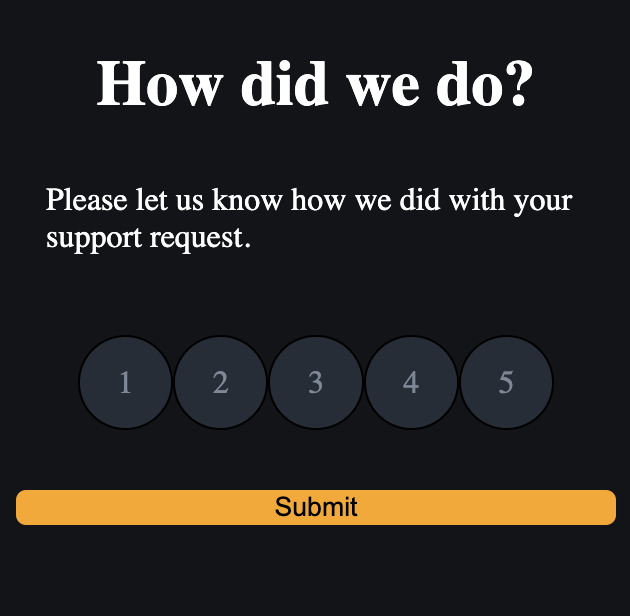 How did we do?
Please let us know how we did with your
support request.
1 2 3 4 5
Submit